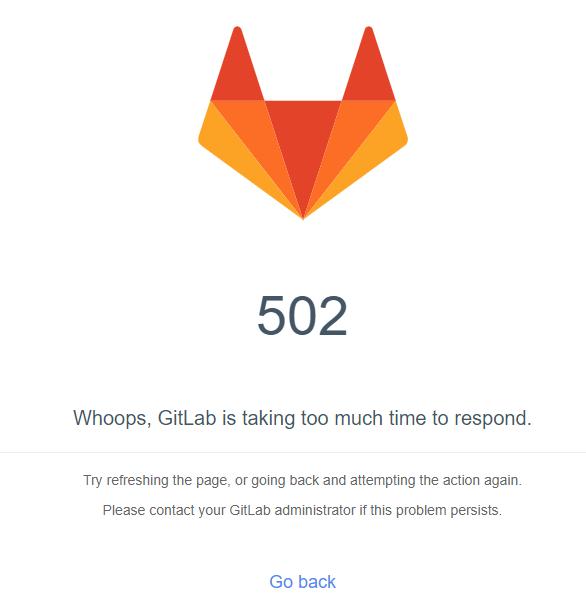 502
Whoops, GitLab is taking too much time to respond.
Try refreshing the page, or going back and attempting the action again.
Please contact your GitLab administrator if this problem persists.
Go back